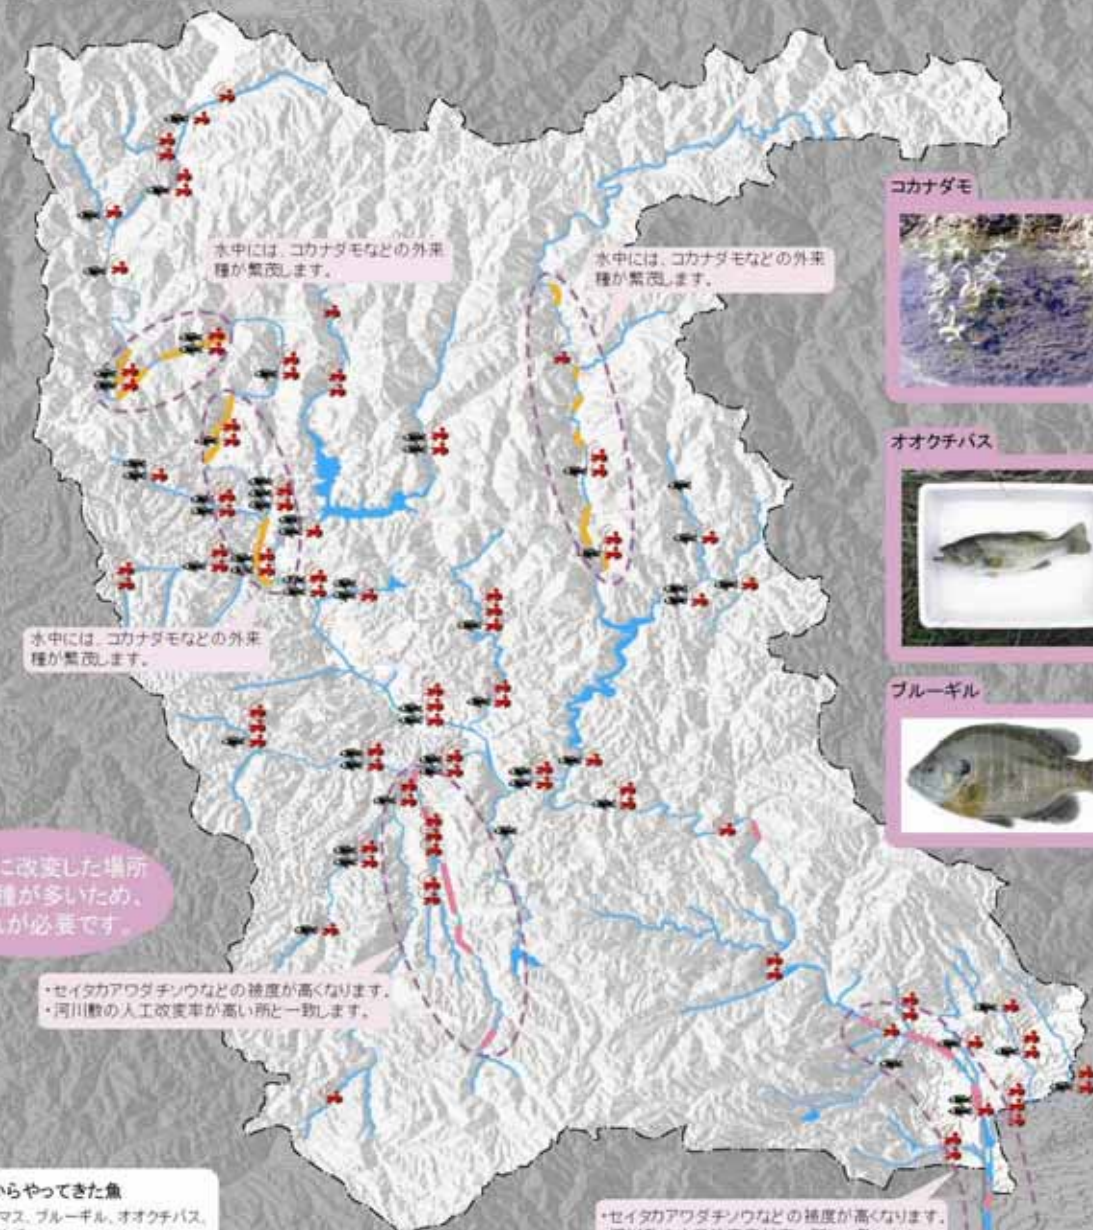 コカナダモ
水中には、コカナダモなどの外来
種が繁茂します。
水中には、コカナダモなどの外来
種が繁茂します。
オオクチバス
水中には、コカナダモなどの外来
種が繁茂します。
ブルーギル
に改変した場所
種が多いため、
れが必要です。
・セイタカアワダチソウなどの被度が高くなります。
・河川敷の人工改変率が高い所と一致します。
からやってきた魚
マス、ブルーギル、オオクチバス、
・セイタカアワダチソウなどの被度が高くなります。